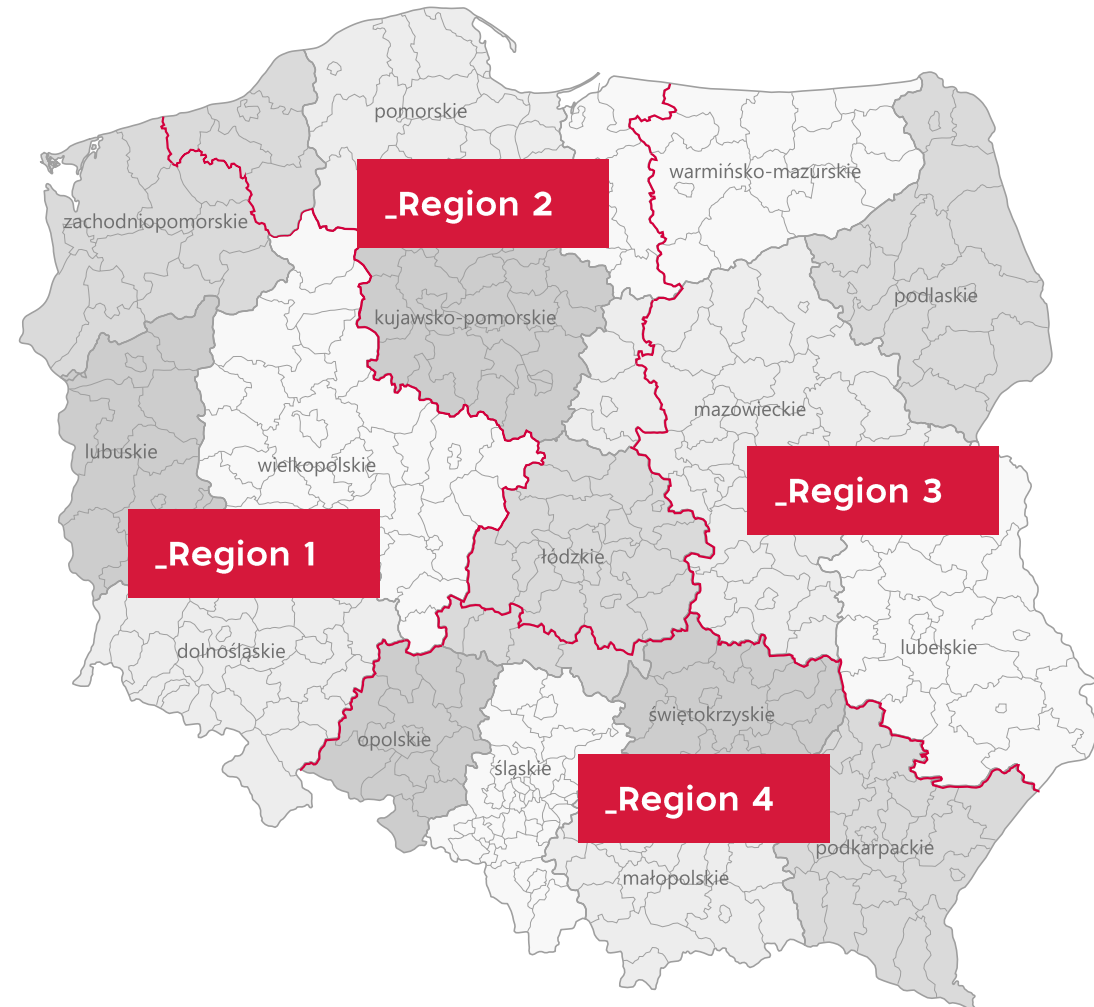 pomorskie
warmińsko-mazurskie
_Region 2
zachodniopomorskie
podlaskie
kujawsko-pomorskie
mazowieckie
lubuskie
wielkopolskie
_Region 3
_Region 1
łódzkie
dolnośląskie
lubelskie
świętokrzyskie
opolskie
śląskie
_Region 4
podkarpackie
małopolskie